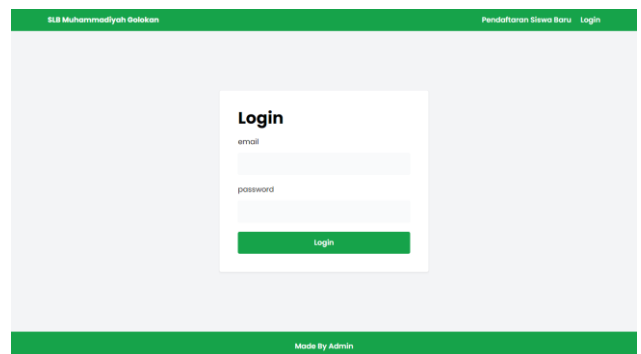 SLB Muhammadiyah Golokan
Pendaftaran Siswa Baru Login
Login
email
password
Login
Made By Admin